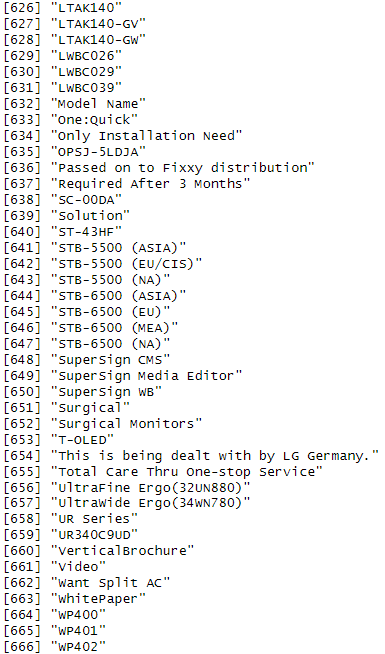 [626] "LTAK140"
[627] "LTAK140-GV"
[628] "LTAK140-GW"
[629] "LWBC026"
[630] "LWBC029"
[631] "LWBC039"
[632] "Model Name"
[633] "One:Quick"
[634] "Only Installation Need"
[635] "OPSJ-5LDJA"
[636] "Passed on to Fixxy distribution"
[637] "Required After 3 Months"
[638] "SC-00DA"
[639] "Solution"
[640] "ST-43HF"
[641] "STB-5500 (ASIA)"
[642] "STB-5500 (EU/CIS)"
[643] "STB-5500 (NA)"
[644] "STB-6500 (ASIA)"
[645] "STB-6500 (EU)"
[646] "STB-6500 (MEA)"
[647] "STB-6500 (NA)"
[648] "SuperSign CMS"
[649] "SuperSign Media Editor"
[650] "SuperSign WB"
[651] "Surgical"
[652] "Surgical Monitors"
[653] "T-OLED"
[654] "This is being dealt with by LG Germany."
[655] "Total Care Thru One-stop Service"
[656] "UltraFine Ergo(32UN880)"
[657] "UltraWide Ergo(34WN780)"
[658] "UR Series"
[659] "UR340C9UD"
[660] "VerticalBrochure"
[661] "Video"
[662] "Want Split AC"
[663] "WhitePaper"
[664] "WP400"
[665] "WP401"
[666] "WP402"